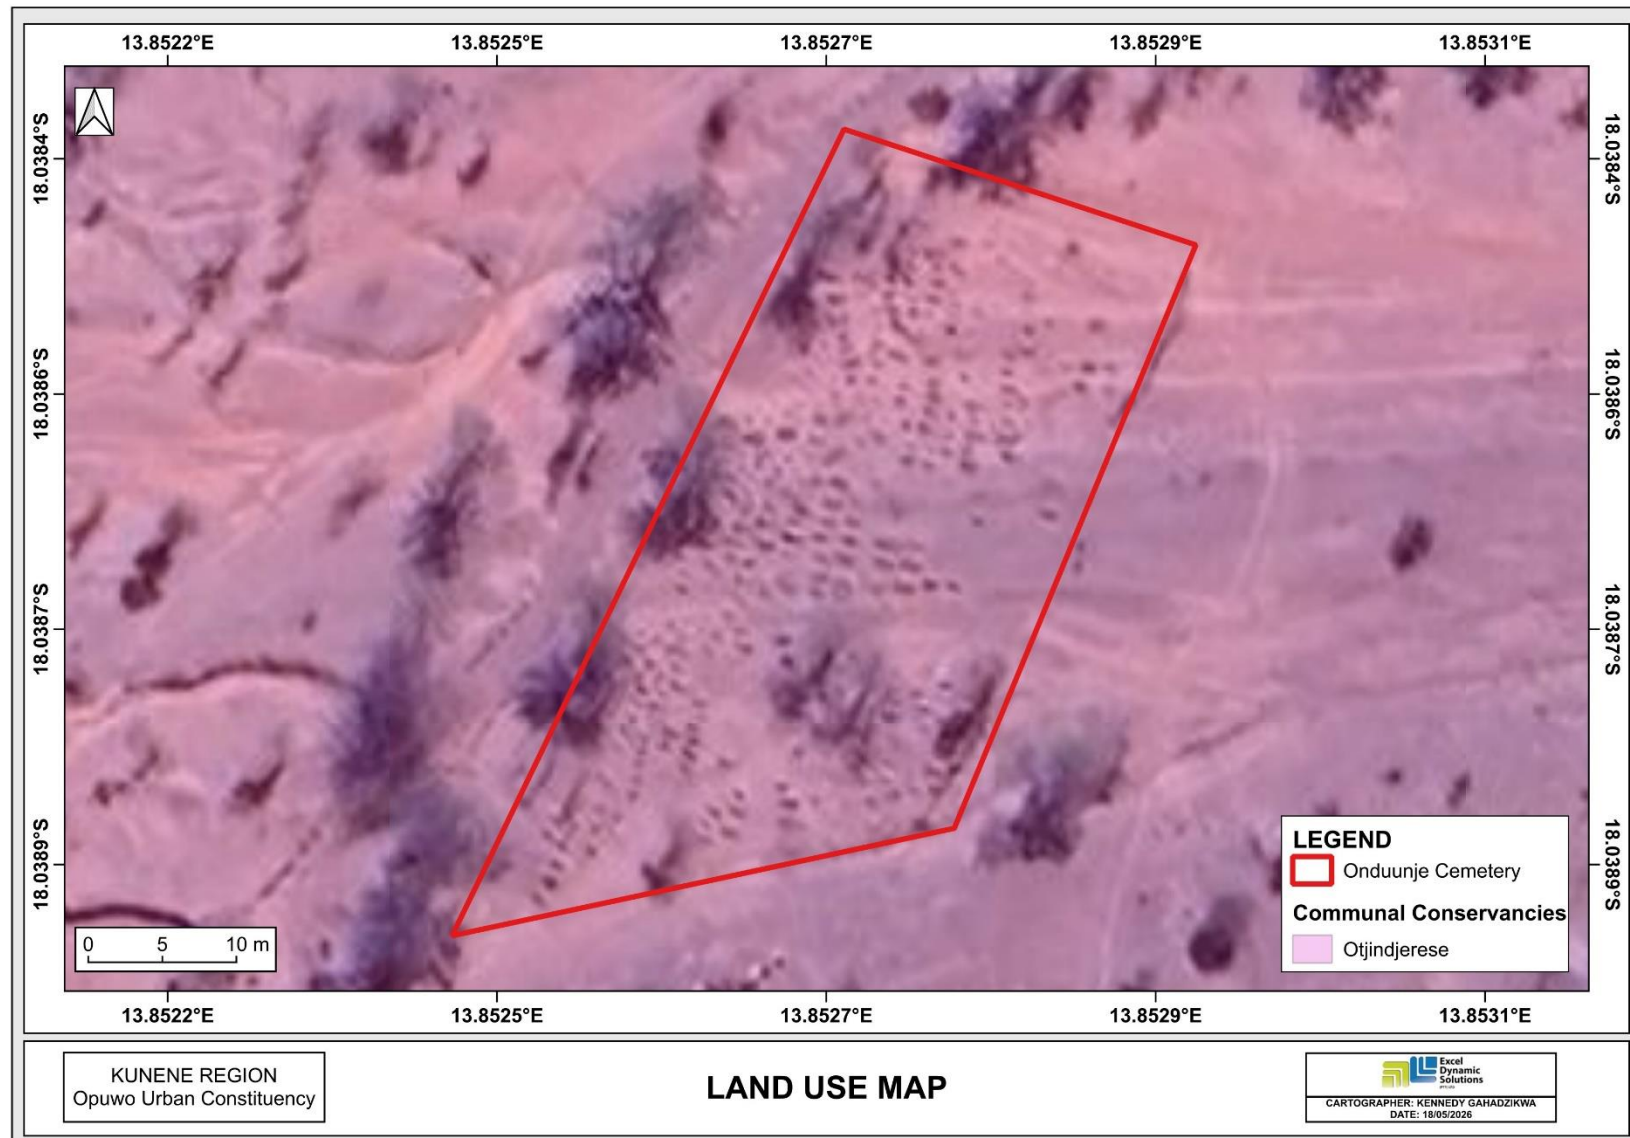 13.8522°E 13.8525°E 13.8527°E 13.8529°E 13.8531°E
18.0384°S
18.0386°S
18.0387°S
18.0389°S
18.0384°S
18.0386°S
18.0387°S
18.0389°S
0 5 10 m
LEGEND
Onduunje Cemetery
Communal Conservancies
Otjindjerese
13.8522°E 13.8525°E 13.8527°E 13.8529°E 13.8531°E
KUNENE REGION
Opuwo Urban Constituency
LAND USE MAP
Excel
Dynamic
Solutions
CARTOGRAPHER: KENNEDY GAHADZIKWA
DATE: 18/05/2026